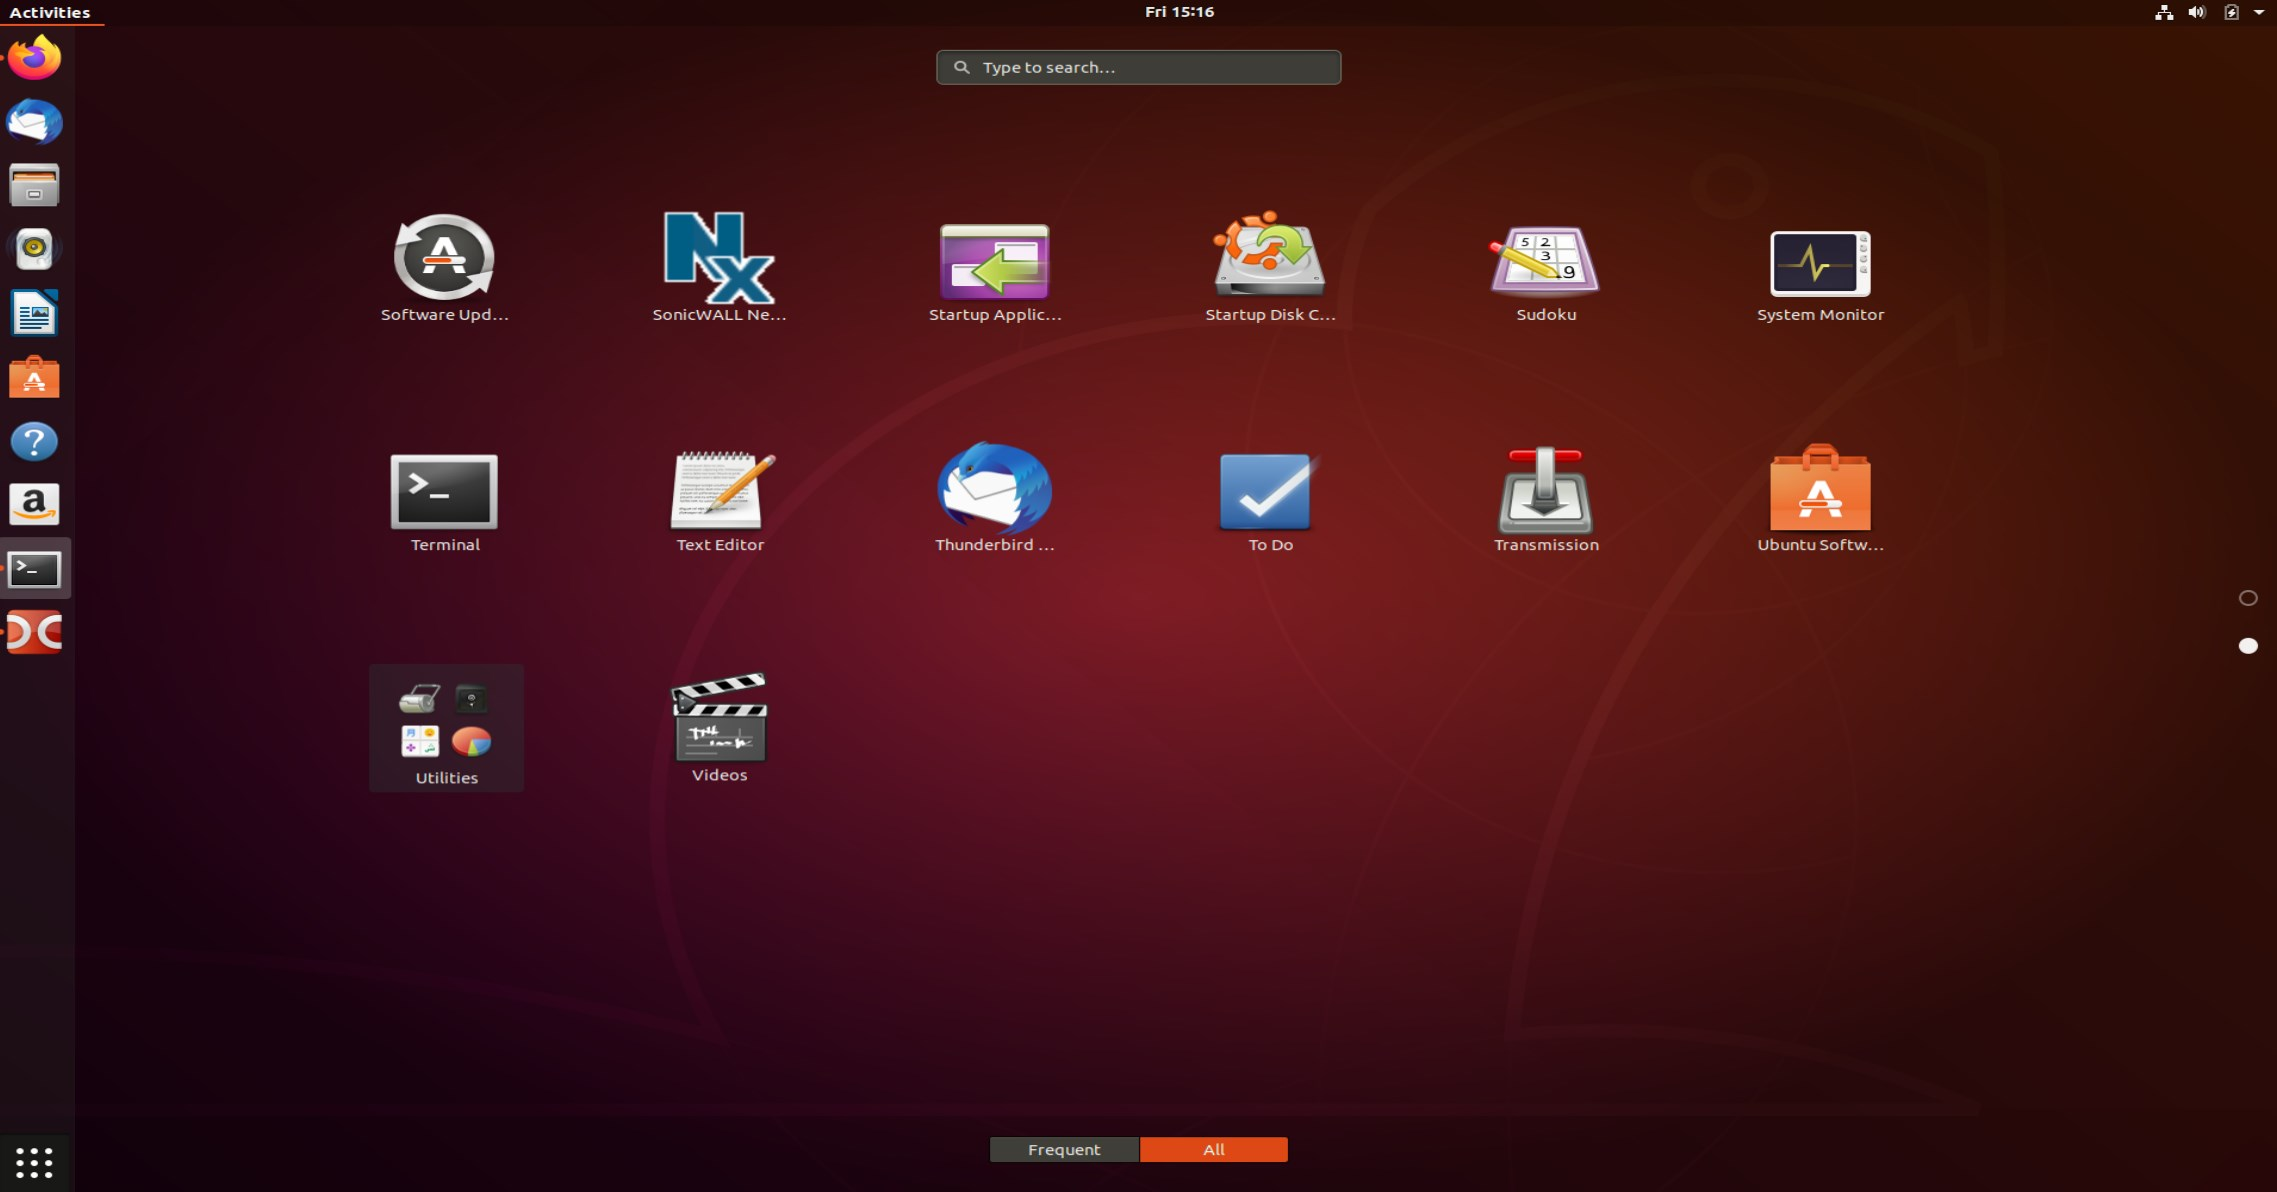 Activities
Fri 15:16
Type to search...
Software Upd...
SonicWALL Ne...
Startup Applic...
Startup Disk C...
Sudoku
System Monitor
Terminal
Text Editor
Thunderbird ...
To Do
Transmission
Ubuntu Softw...
Utilities
Videos
Frequent
All